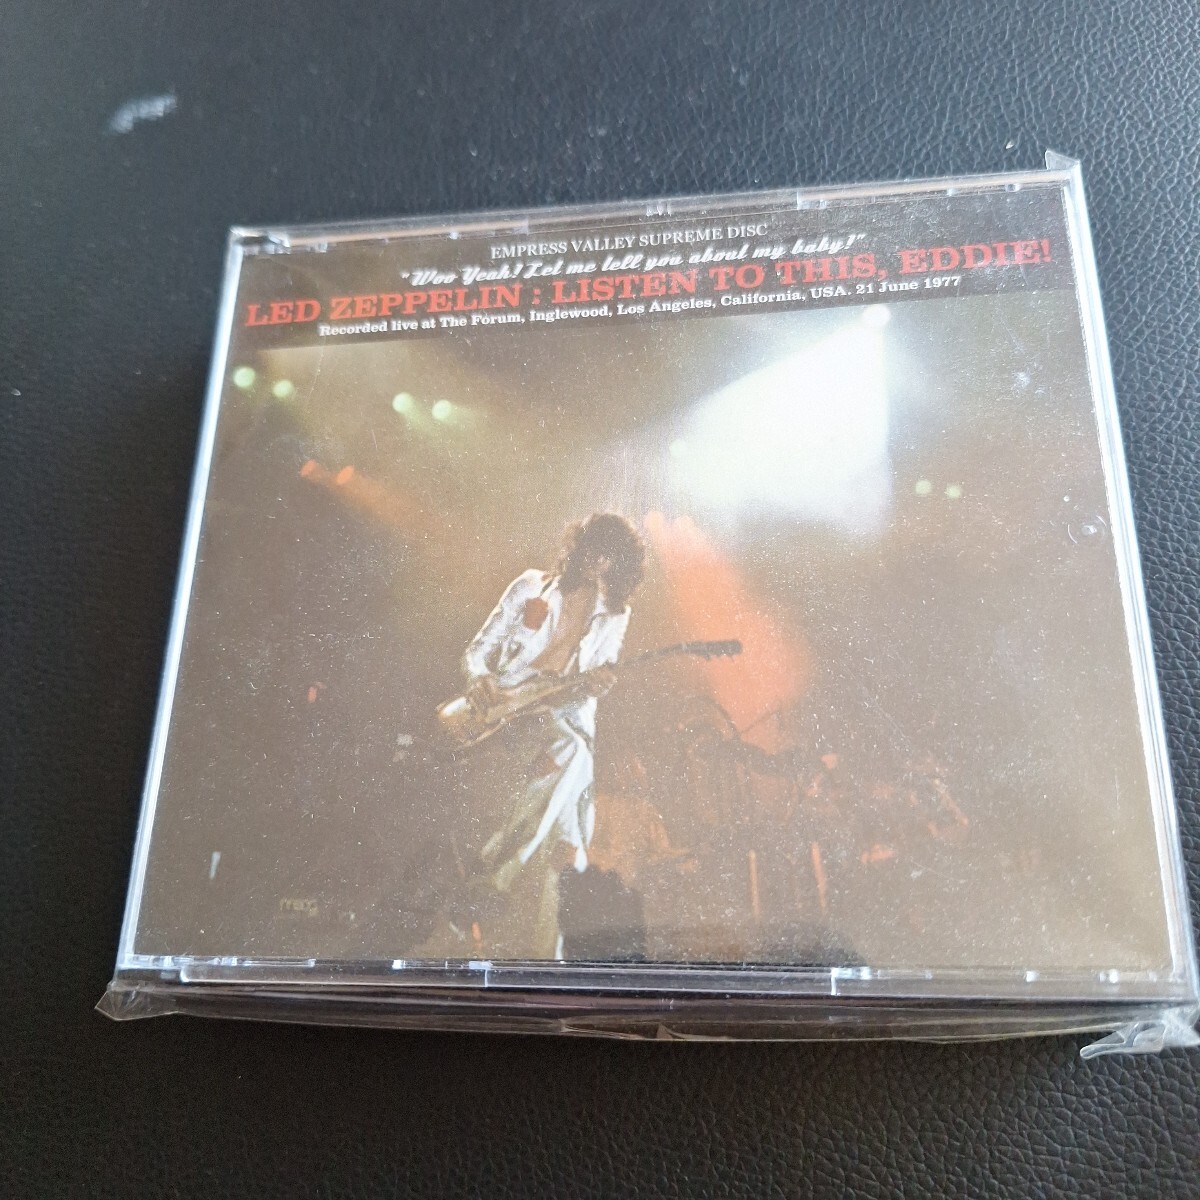 EMPRESS VALLEY SUPREME DISC
"Woo Yeah! Let me tell you about my baby?"
LED ZEPPELIN : LISTEN TO THIS, EDDIE!
Recorded live at The Forum, Inglewood, Los Angeles, California, USA. 21 June 1977
moog